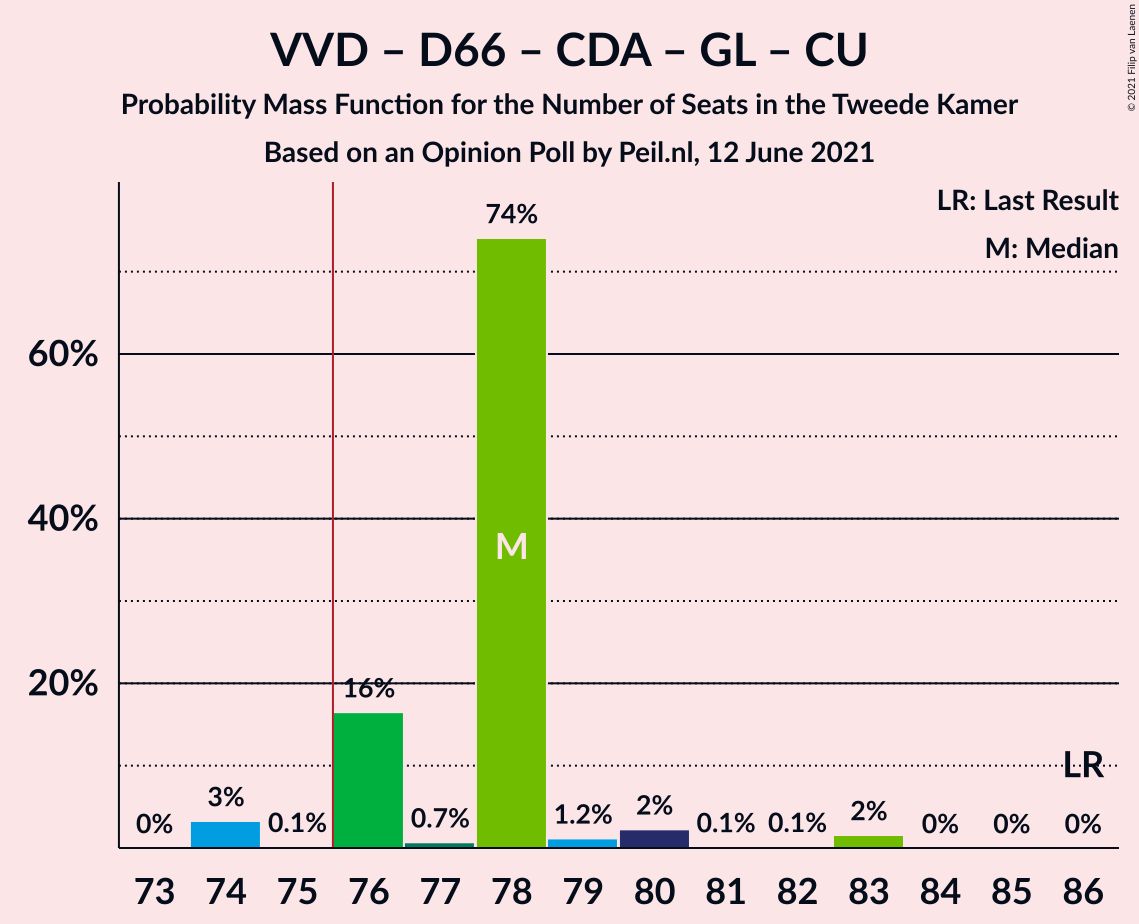 VVD – D66 – CDA – GL – CU
Probability Mass Function for the Number of Seats in the Tweede Kamer
Based on an Opinion Poll by Peil.nl, 12 June 2021
© 2021 Filip van Laenen
LR: Last Result
M: Median
74%
60%
40%
M
20%
16%
LR
3%
2%
2%
1.2%
0.7%
0%
0.1%
0.1%
0.1%
0%
0%
0%
73 74 75 76 77 78 79 80 81 82 83 84 85 86